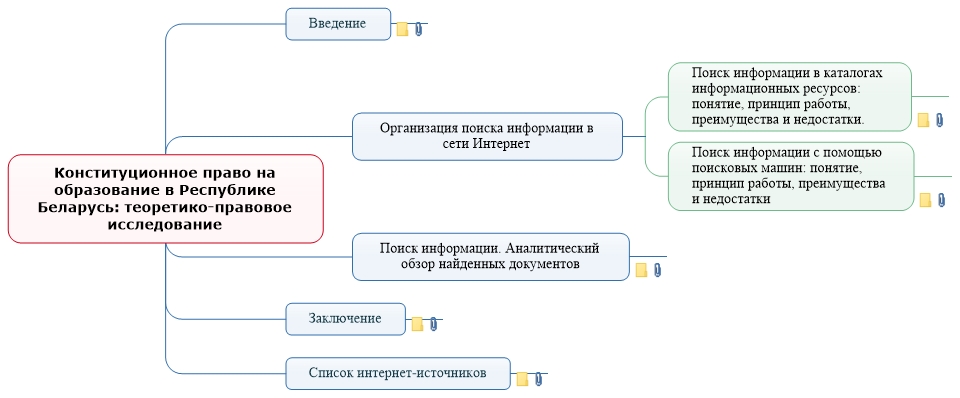 Введение
Поиск информации в каталогах
информационных ресурсов:
понятие, принцип работы,
преимущества и недостатки.
Организация поиска информации в
сети Интернет
Поиск информации с помощью
поисковых машин: понятие,
принцип работы, преимущества
и недостатки
Конституционное право на
образование в Республике
Беларусь: теоретико-правовое
исследование
Поиск информации. Аналитический
обзор найденных документов
Заключение
Список интернет-источников